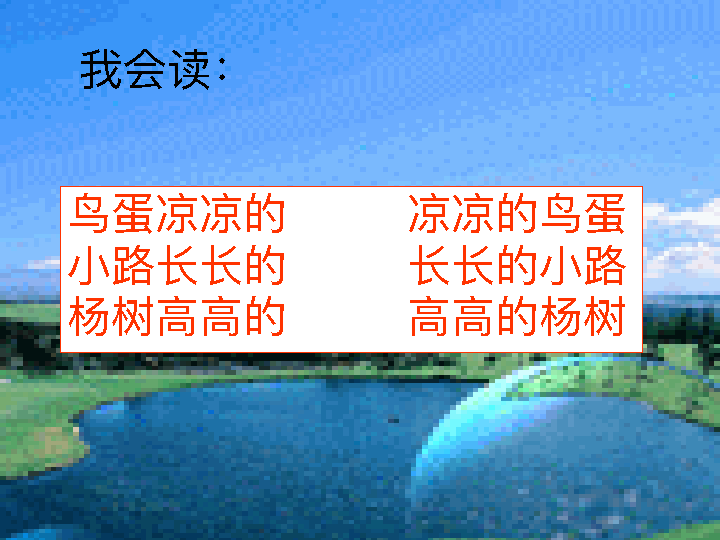 我会读：
鸟蛋凉凉的 凉凉的鸟蛋
小路长长的 长长的小路
杨树高高的 高高的杨树